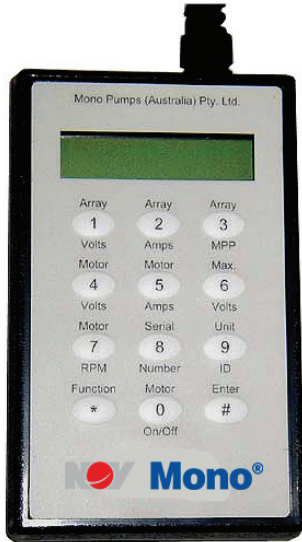 Mono Pumps (Australia) Pty. Ltd.
Array Array Array
1 2 3
Volts Amps MPP
Motor Motor Max.
4 5 6
Volts Amps Volts
Motor Serial Unit
7 8 9
RPM Number ID
Function Motor Enter
* 0 #
On/Off
NOV Mono®